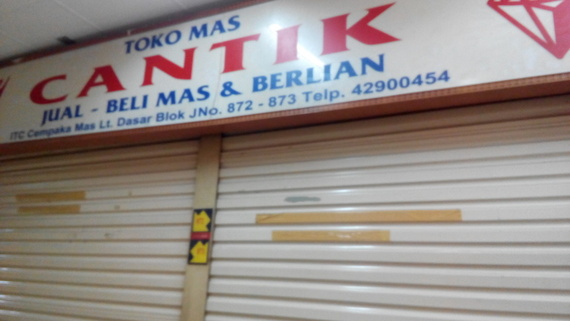 TOKO MAS
CANTIK
JUAL - BELI MAS & BERLIAN
ITC Cempaka Mas Lt. Dasar Blok JNo. 872 - 873 Telp. 42900454